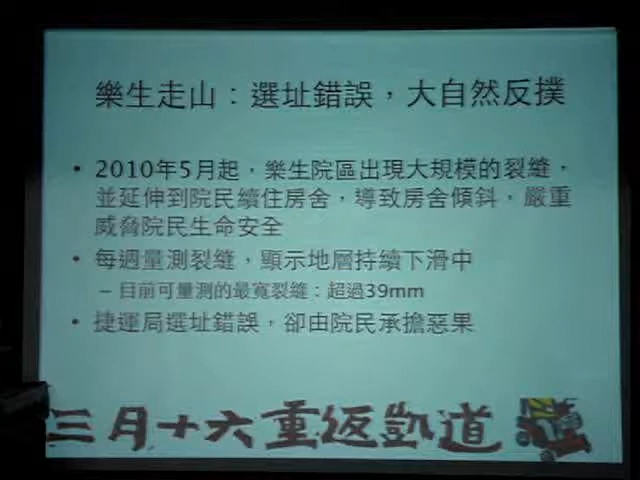 樂生走山：選址錯誤，大自然反撲
• 2010年5月起，樂生院區出現大規模的裂縫，
並延伸到院民續住房舍，導致房舍傾斜，嚴重
威脅院民生命安全
• 每週量測裂縫，顯示地層持續下滑中
– 目前可量測的最寬裂縫：超過39mm
• 捷運局選址錯誤，卻由院民承擔惡果
三月十六重返凱道